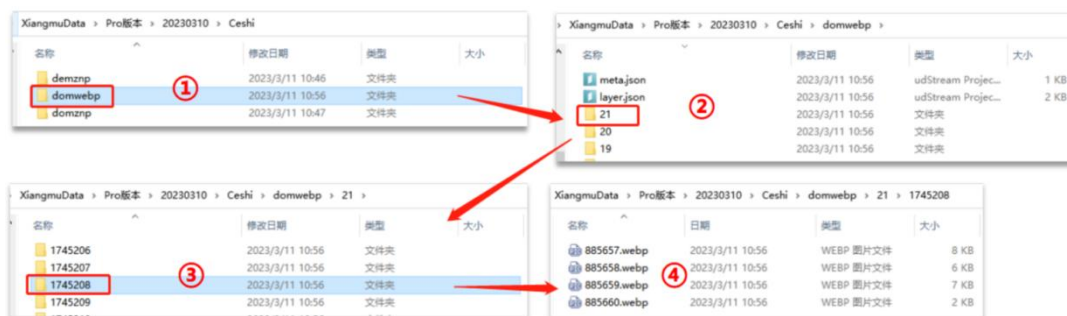 XiangmuData › Pro版本 › 20230310 › Ceshi
名称 修改日期 类型 大小
demznp 2023/3/11 10:46 文件夹
domwebp 2023/3/11 10:56 文件夹
domznp 2023/3/11 10:47 文件夹
①
› XiangmuData › Pro版本 › 20230310 › Ceshi › domwebp ›
名称 修改日期 类型 大小
meta.json 2023/3/11 10:56 udStream Projec... 1 KB
layer.json 2023/3/11 10:56 udStream Projec... 2 KB
21 2023/3/11 10:56 文件夹
20 2023/3/11 10:56 文件夹
19 2023/3/11 10:56 文件夹
②
XiangmuData › Pro版本 › 20230310 › Ceshi › domwebp › 21 ›
名称 修改日期 类型 大小
1745206 2023/3/11 10:56 文件夹
1745207 2023/3/11 10:56 文件夹
1745208 2023/3/11 10:56 文件夹
1745209 2023/3/11 10:56 文件夹
③
XiangmuData › Pro版本 › 20230310 › Ceshi › domwebp › 21 › 1745208
名称 日期 类型 大小
885657.webp 2023/3/11 10:56 WEBP 图片文件 8 KB
885658.webp 2023/3/11 10:56 WEBP 图片文件 6 KB
885659.webp 2023/3/11 10:56 WEBP 图片文件 7 KB
885660.webp 2023/3/11 10:56 WEBP 图片文件 2 KB
④